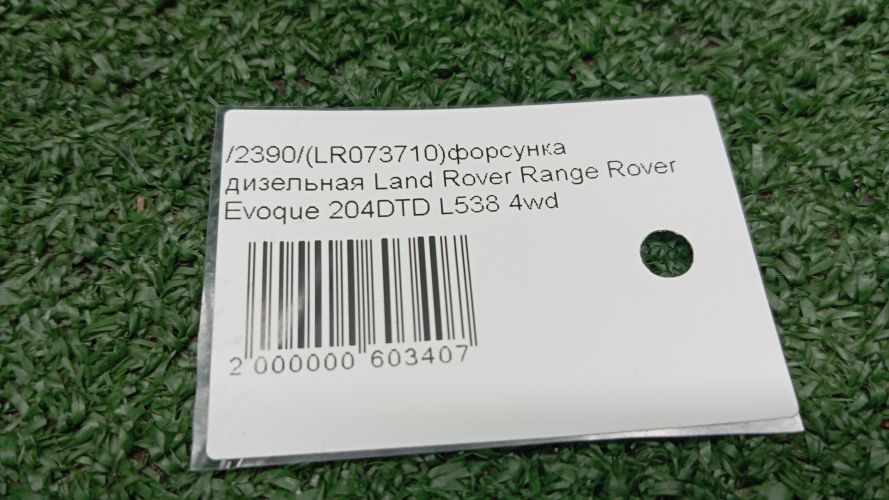 /2390/(LR073710)форсунка
дизельная Land Rover Range Rover
Evoque 204DTD L538 4wd
2 000000 603407